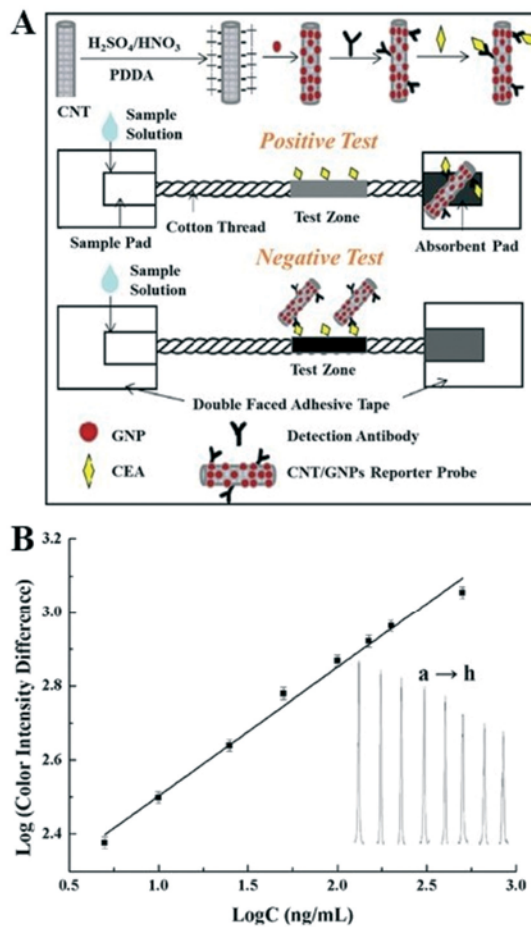 A
H₂SO₄/HNO₃
PDDA
CNT
Sample
Solution
Positive Test
Sample Pad
Cotton Thread
Test Zone
Absorbent Pad
Negative Test
Sample
Solution
Test Zone
Double Faced Adhesive Tape
GNP
Detection Antibody
CEA
CNT/GNPs Reporter Probe
B
Log (Color Intensity Difference)
3.2
3.0
2.8
2.6
2.4
a → h
0.5 1.0 1.5 2.0 2.5 3.0
LogC (ng/mL)